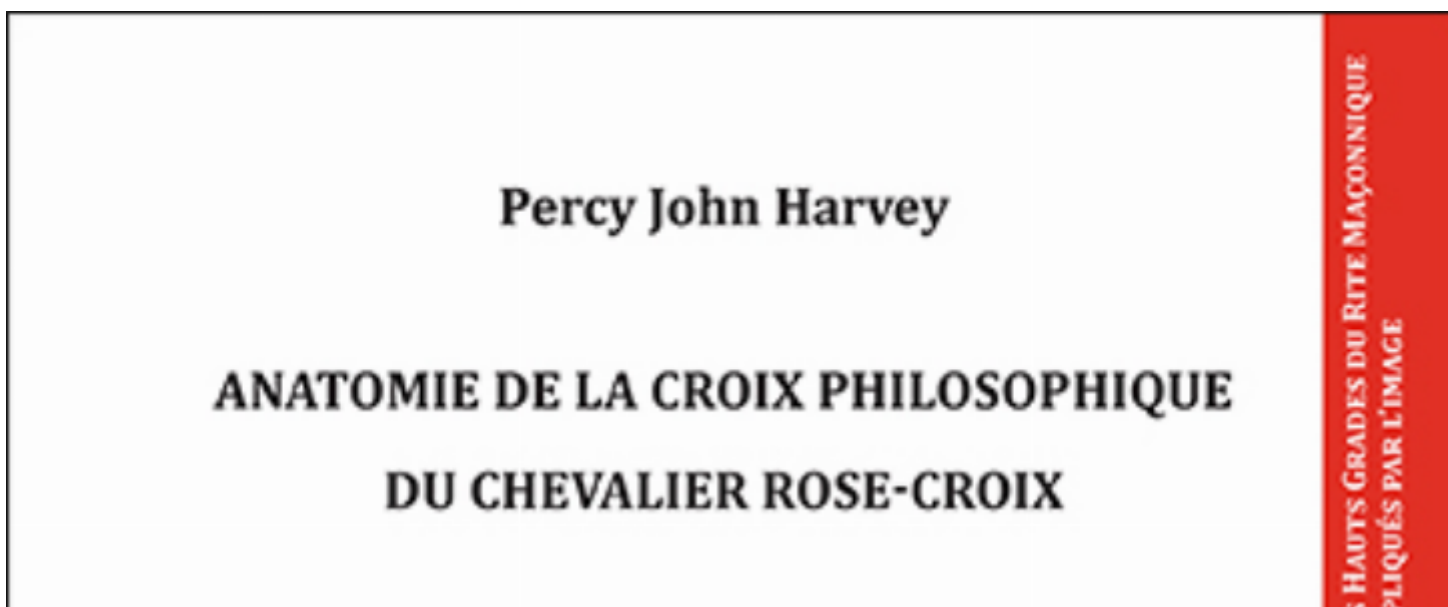 Percy John Harvey
ANATOMIE DE LA CROIX PHILOSOPHIQUE
DU CHEVALIER ROSE-CROIX
HAUTS GRADES DU RITE MAÇONNIQUE
PAR L'IMAGE